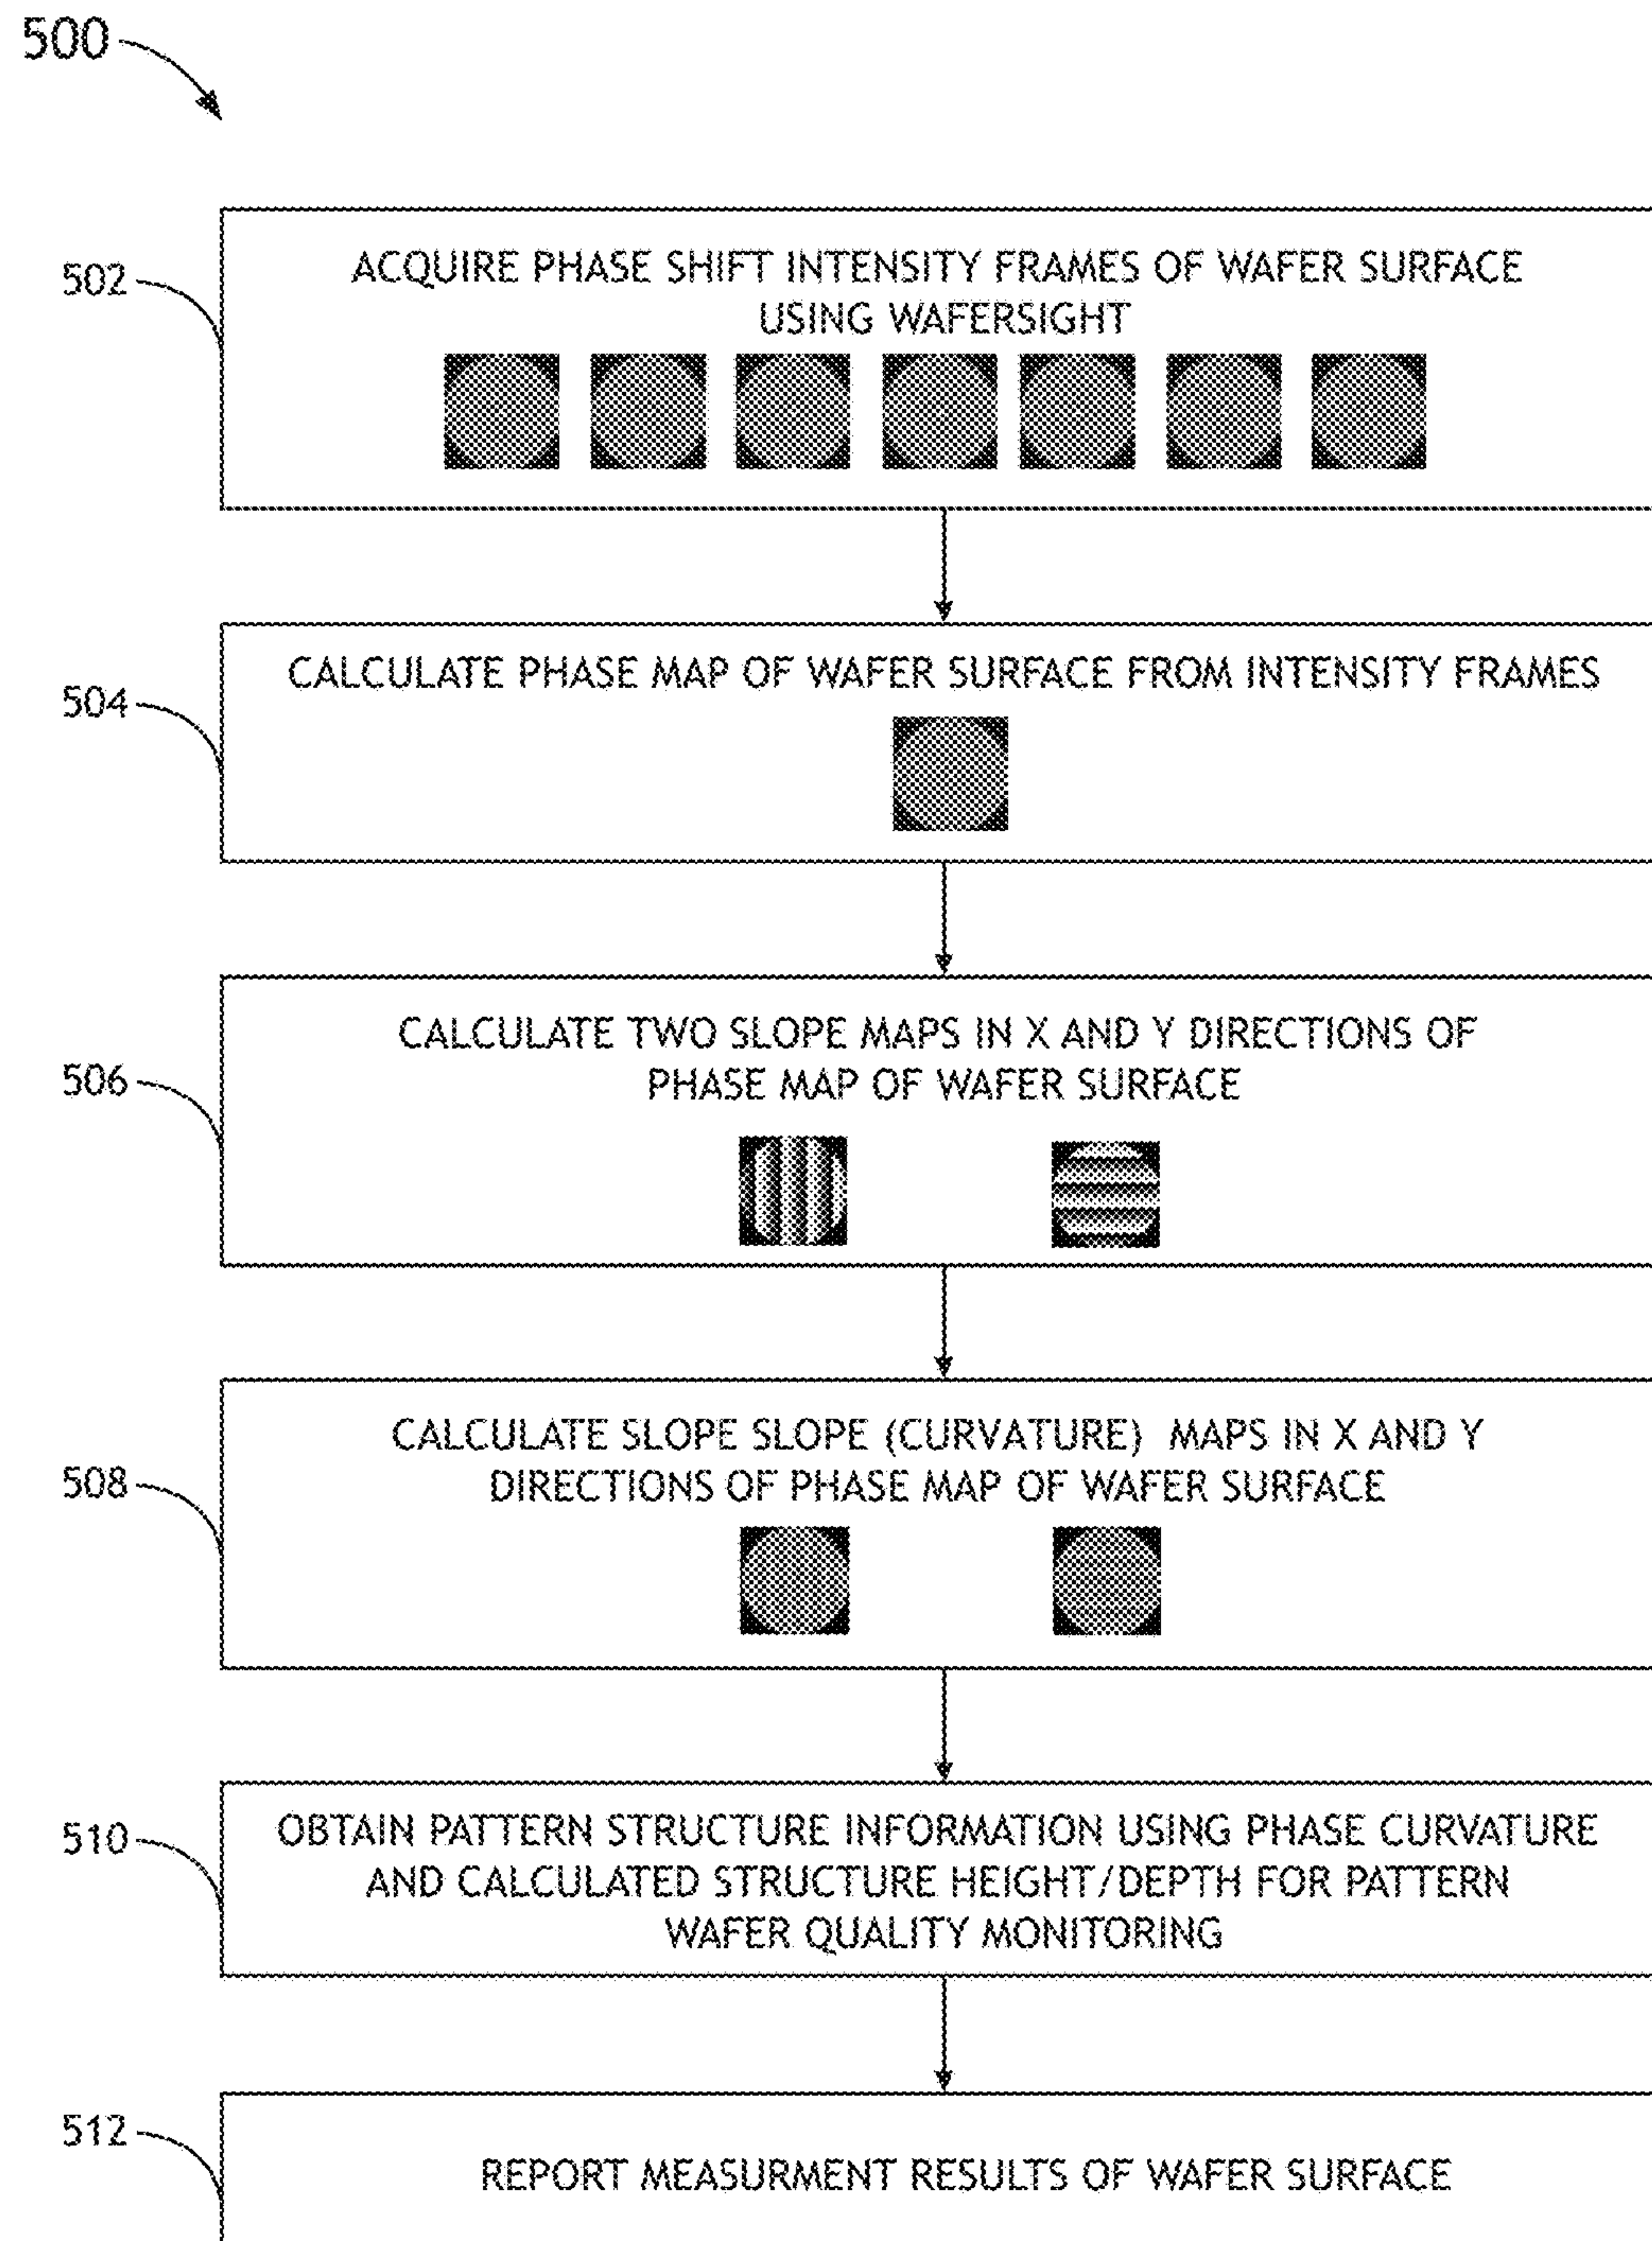 500
502
ACQUIRE PHASE SHIFT INTENSITY FRAMES OF WAFER SURFACE
USING WAFERSIGHT
504
CALCULATE PHASE MAP OF WAFER SURFACE FROM INTENSITY FRAMES
506
CALCULATE TWO SLOPE MAPS IN X AND Y DIRECTIONS OF
PHASE MAP OF WAFER SURFACE
508
CALCULATE SLOPE SLOPE (CURVATURE) MAPS IN X AND Y
DIRECTIONS OF PHASE MAP OF WAFER SURFACE
510
OBTAIN PATTERN STRUCTURE INFORMATION USING PHASE CURVATURE
AND CALCULATED STRUCTURE HEIGHT/DEPTH FOR PATTERN
WAFER QUALITY MONITORING
512
REPORT MEASURMENT RESULTS OF WAFER SURFACE